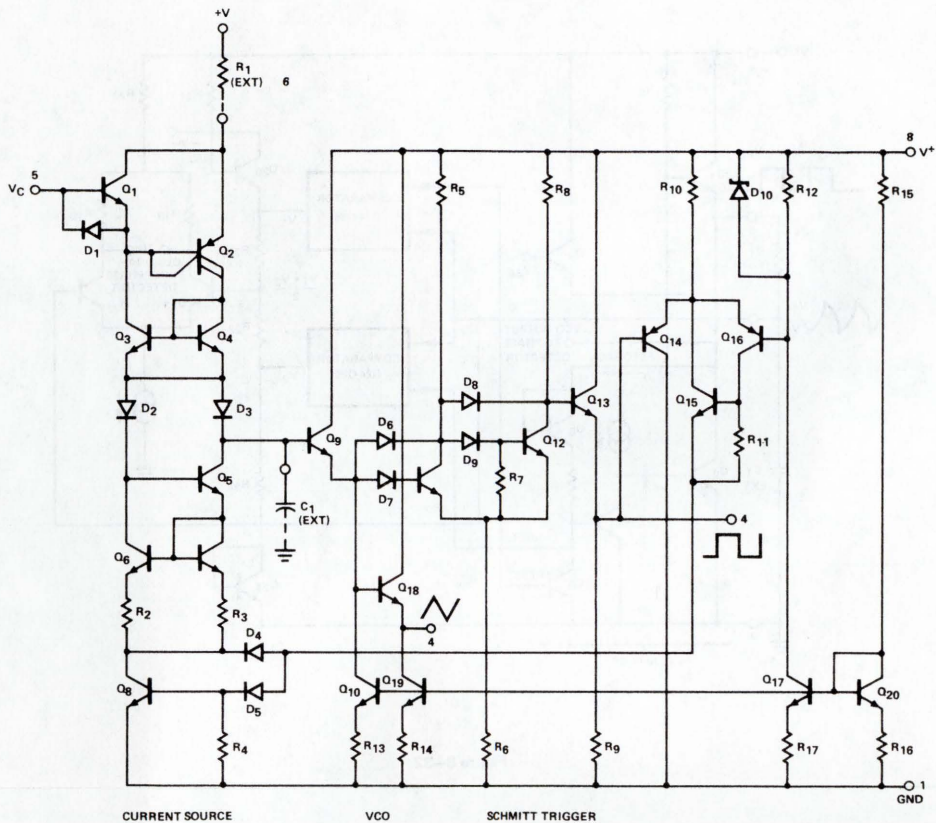 +V
R1
(EXT)
6
8
V+
5
VC
Q1
D1
Q2
R5
R8
R10
D10
R12
R15
Q3
Q4
Q14
Q16
D2
D3
D8
Q13
Q15
Q9
D6
D9
Q12
R11
Q5
D7
R7
C1
(EXT)
4
Q6
Q18
R2
R3
4
D4
Q8
D5
Q10
Q19
Q17
Q20
R4
R13
R14
R6
R9
R17
R16
1
GND
CURRENT SOURCE
VCO
SCHMITT TRIGGER